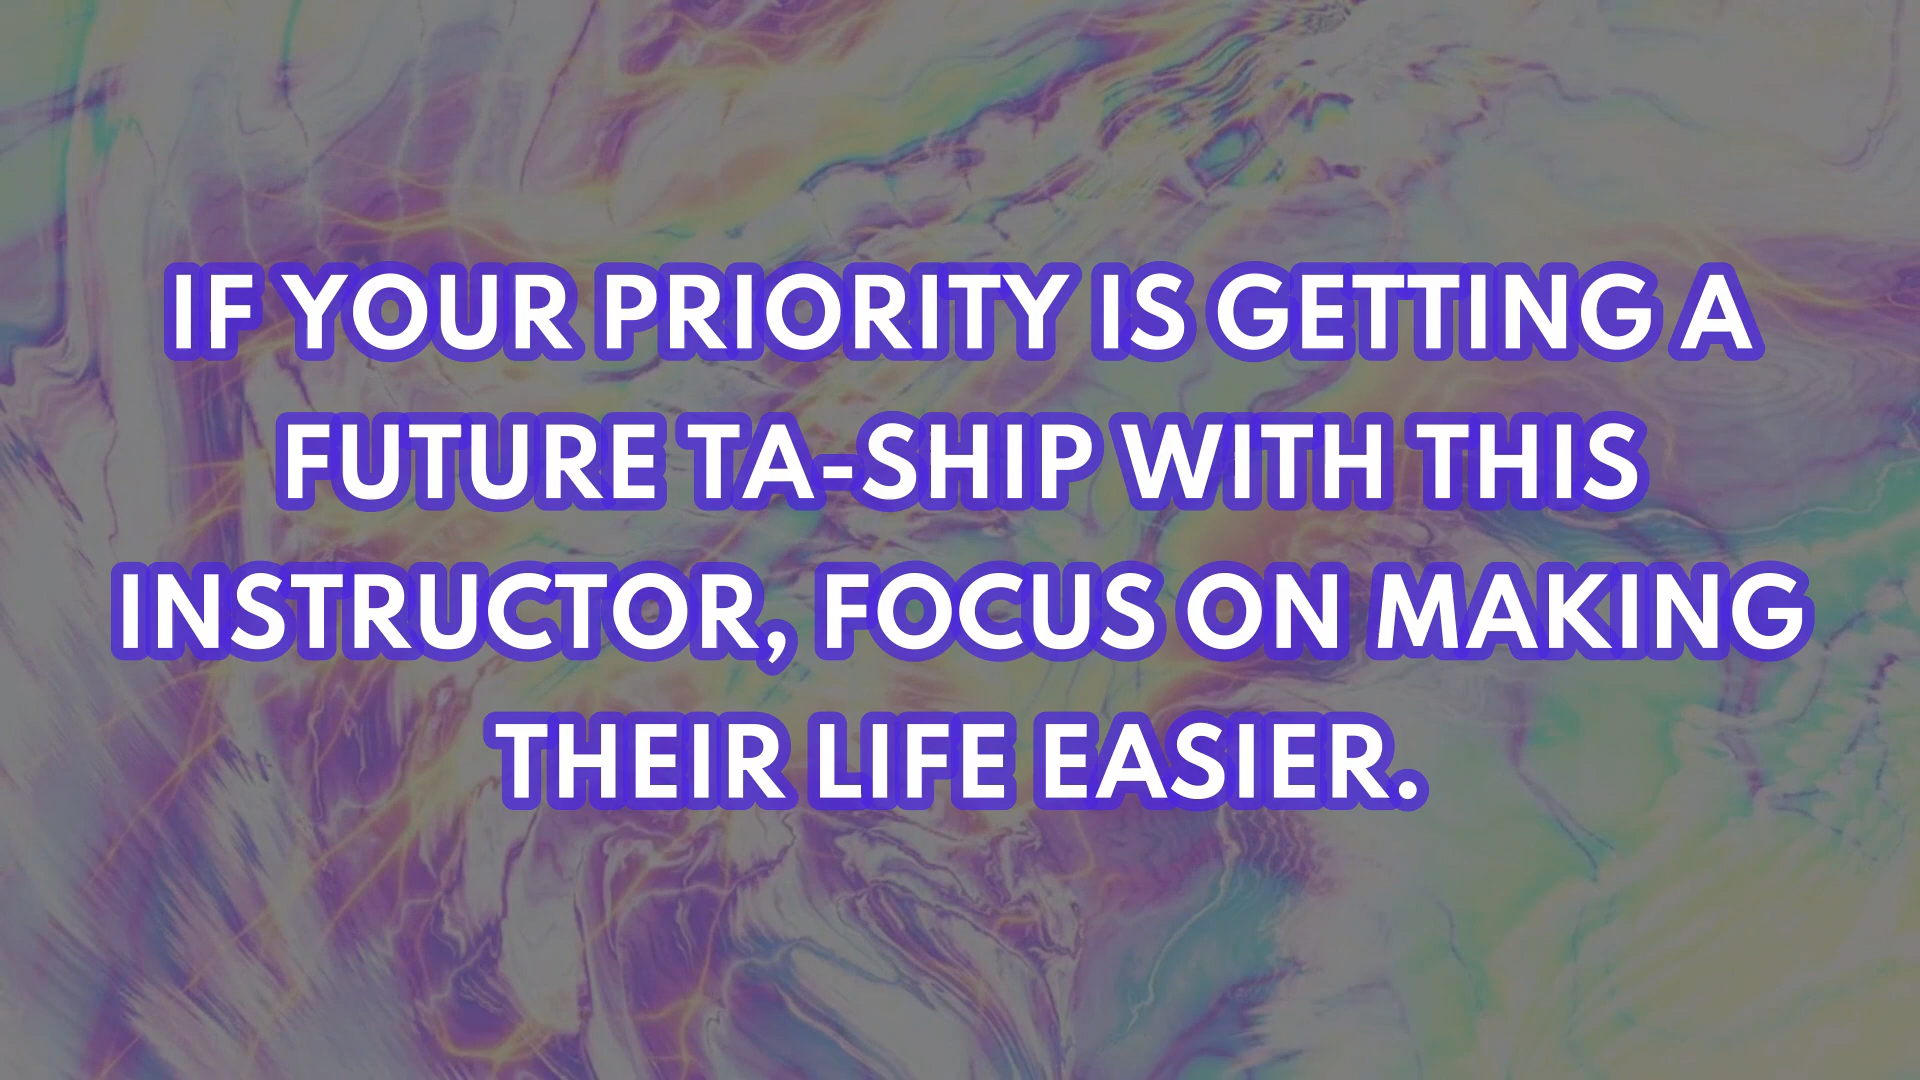 IF YOUR PRIORITY IS GETTING A
FUTURE TA-SHIP WITH THIS
INSTRUCTOR, FOCUS ON MAKING
THEIR LIFE EASIER.